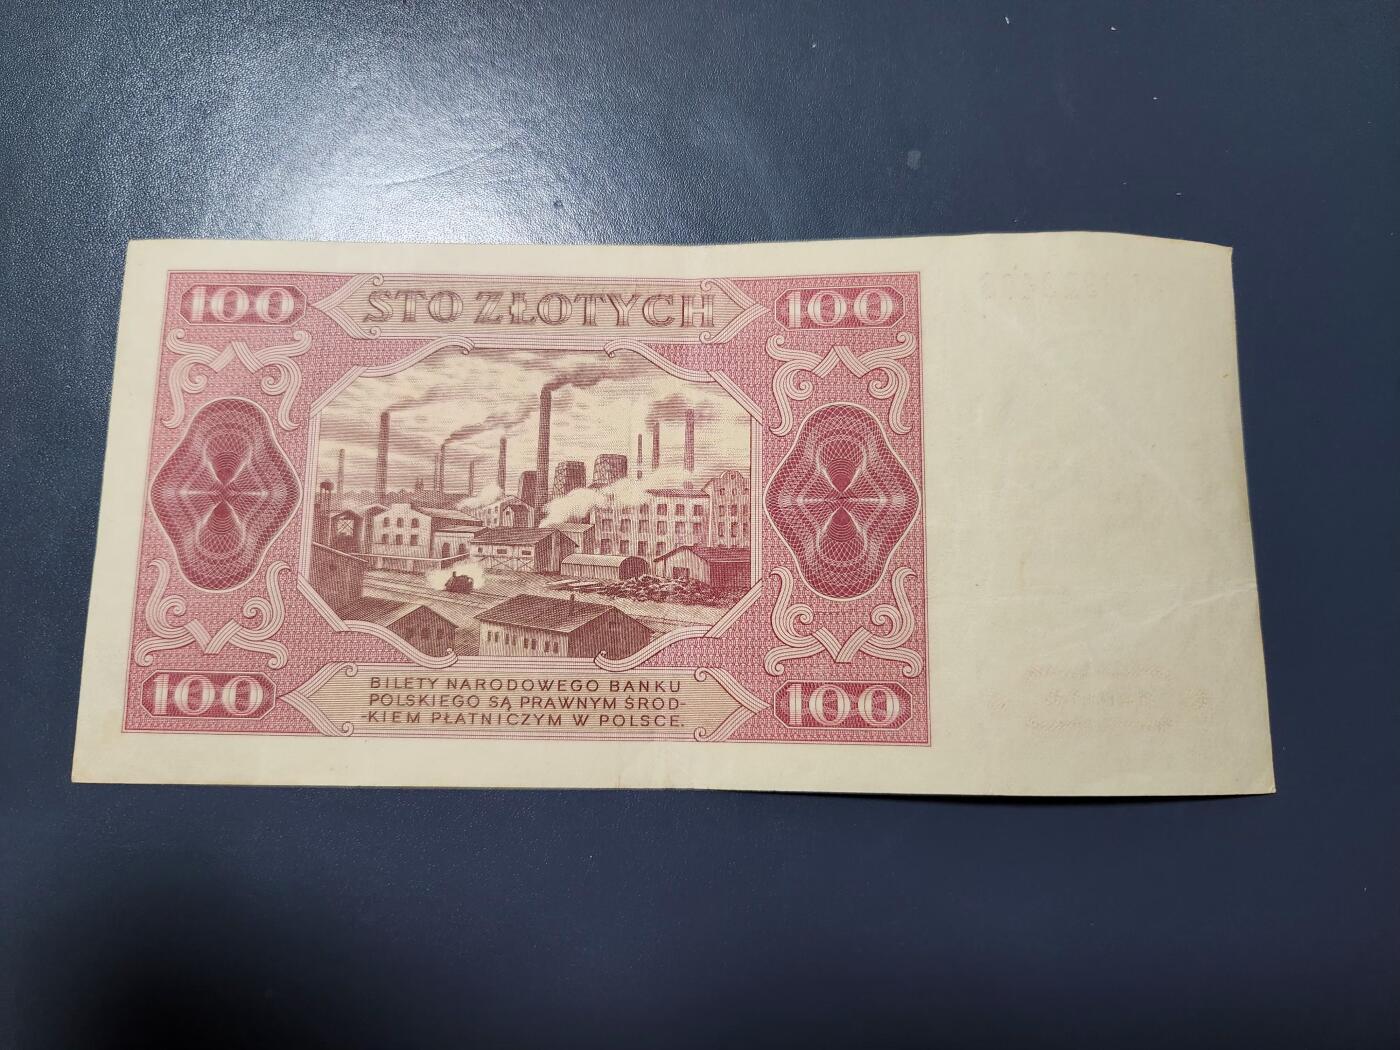 100 STO ZŁOTYCH 100
BILETY NARODOWEGO BANKU
POLSKIEGO SĄ PRAWNYM ŚROD-
-KIEM PŁATNICZYM W POLSCE.
100 100